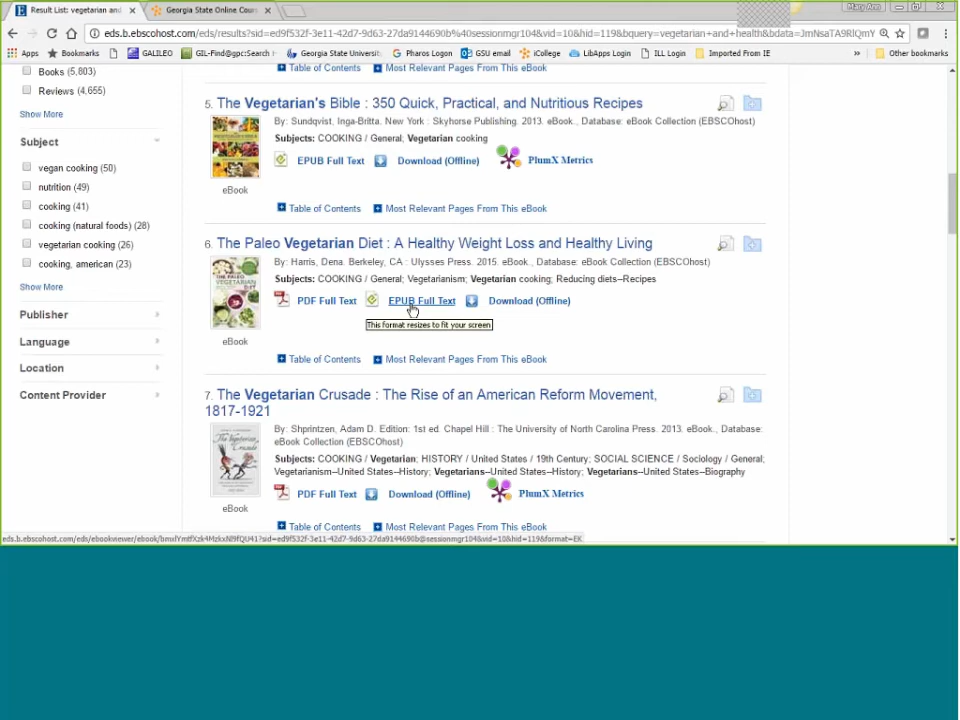 Result List: vegetarian and
Georgia State Online Cour
Mary Ann
eds.b.ebscohost.com/eds/results?sid=ed9f532f-3e11-42d7-9d63-27da9144690b%40sessionmgr104&vid=10&hid=119&bquery=vegetarian+and+health&bdata=JmNsaTA9RlQmY
Apps
Bookmarks
GALILEO
GIL-Find@gpc:Search
Georgia State Universit
Pharos Login
GSU email
iCollege
LibApps Login
ILL Login
Imported From IE
»
Other bookmarks
Books (5,803)
Reviews (4,655)
Show More
Subject
vegan cooking (50)
nutrition (49)
cooking (41)
cooking (natural foods) (28)
vegetarian cooking (26)
cooking, american (23)
Show More
Publisher
Language
Location
Content Provider
Table of Contents Most Relevant Pages From This eBook
5. The Vegetarian's Bible : 350 Quick, Practical, and Nutritious Recipes
By: Sundqvist, Inga-Britta. New York : Skyhorse Publishing. 2013. eBook., Database: eBook Collection (EBSCOhost)
Subjects: COOKING / General; Vegetarian cooking
EPUB Full Text Download (Offline) PlumX Metrics
eBook
Table of Contents Most Relevant Pages From This eBook
6. The Paleo Vegetarian Diet : A Healthy Weight Loss and Healthy Living
By: Harris, Dena. Berkeley, CA : Ulysses Press. 2015. eBook., Database: eBook Collection (EBSCOhost)
Subjects: COOKING / General; Vegetarianism; Vegetarian cooking; Reducing diets--Recipes
THE PALEO
VEGETARIAN
DIET
PDF Full Text EPUB Full Text Download (Offline)
This format resizes to fit your screen
eBook
Table of Contents Most Relevant Pages From This eBook
7. The Vegetarian Crusade : The Rise of an American Reform Movement,
1817-1921
By: Shprintzen, Adam D. Edition: 1st ed. Chapel Hill : The University of North Carolina Press. 2013. eBook., Database:
eBook Collection (EBSCOhost)
Subjects: COOKING / Vegetarian; HISTORY / United States / 19th Century; SOCIAL SCIENCE / Sociology / General;
Vegetarianism--United States--History; Vegetarians--United States--History; Vegetarians--United States--Biography
PDF Full Text Download (Offline) PlumX Metrics
eBook
Table of Contents Most Relevant Pages From This eBook